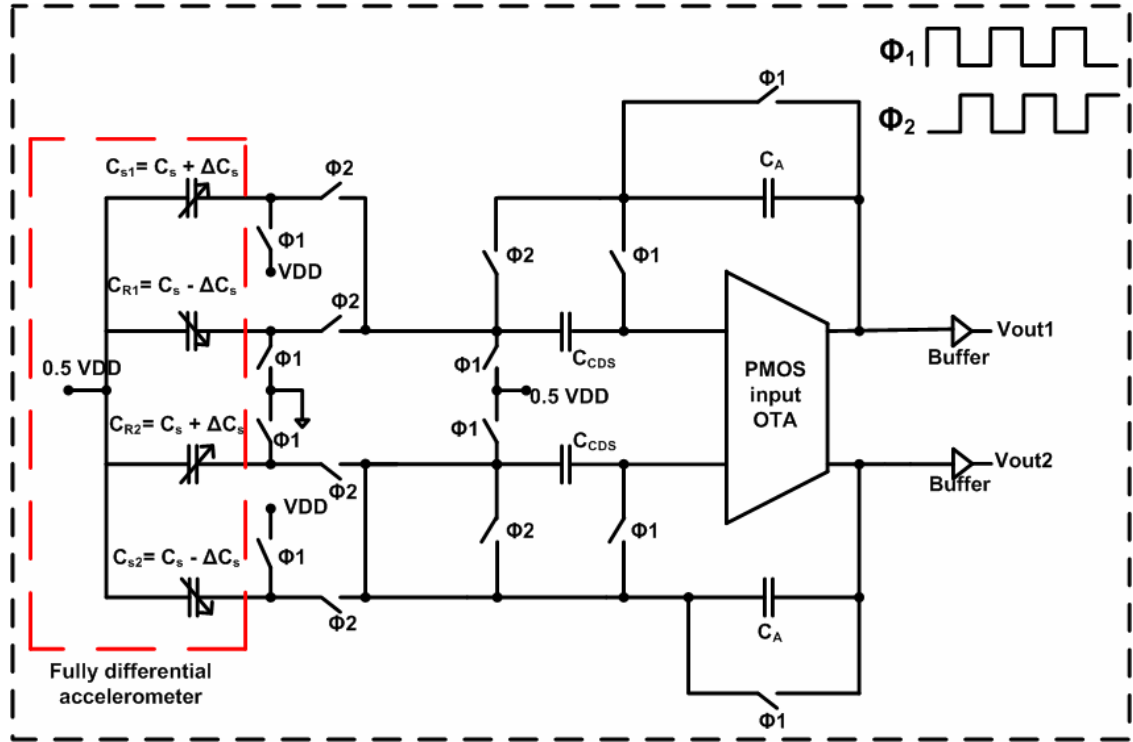 Φ1
Φ2
Φ1
CA
Cs1= Cs + ΔCs
Φ2
Φ1
VDD
Φ2
Φ1
CR1= Cs - ΔCs
Φ2
Φ1
CCDS
Φ1
0.5 VDD
0.5 VDD
PMOS
input
OTA
Buffer
Vout1
CR2= Cs + ΔCs
Φ1
Φ1
CCDS
Φ2
Vout2
Buffer
VDD
Φ1
Φ2
Φ1
Cs2= Cs - ΔCs
Φ2
CA
Φ1
Fully differential
accelerometer